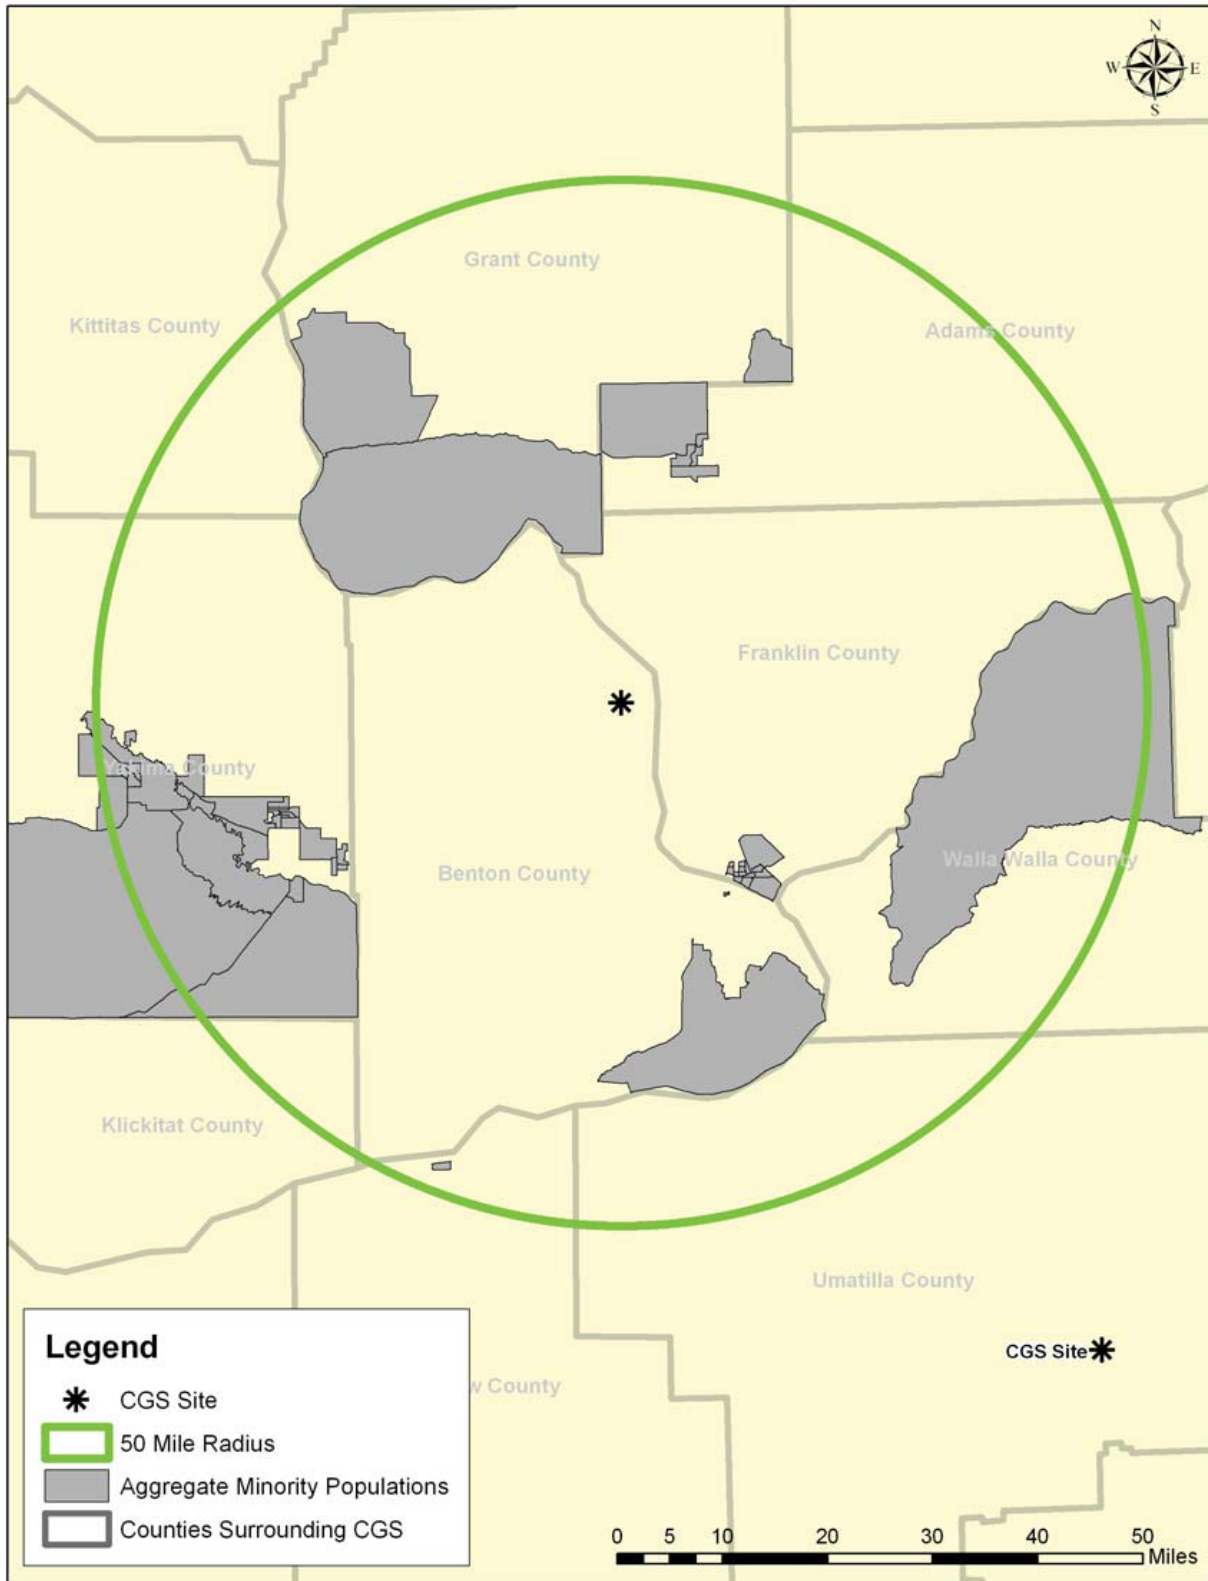 N
W E
S
Grant County
Kittitas County
Adams County
Franklin County
Yakima County
Walla Walla County
Benton County
Klickitat County
Umatilla County
CGS Site
w County
Legend
CGS Site
50 Mile Radius
Aggregate Minority Populations
Counties Surrounding CGS
0 5 10 20 30 40 50
Miles